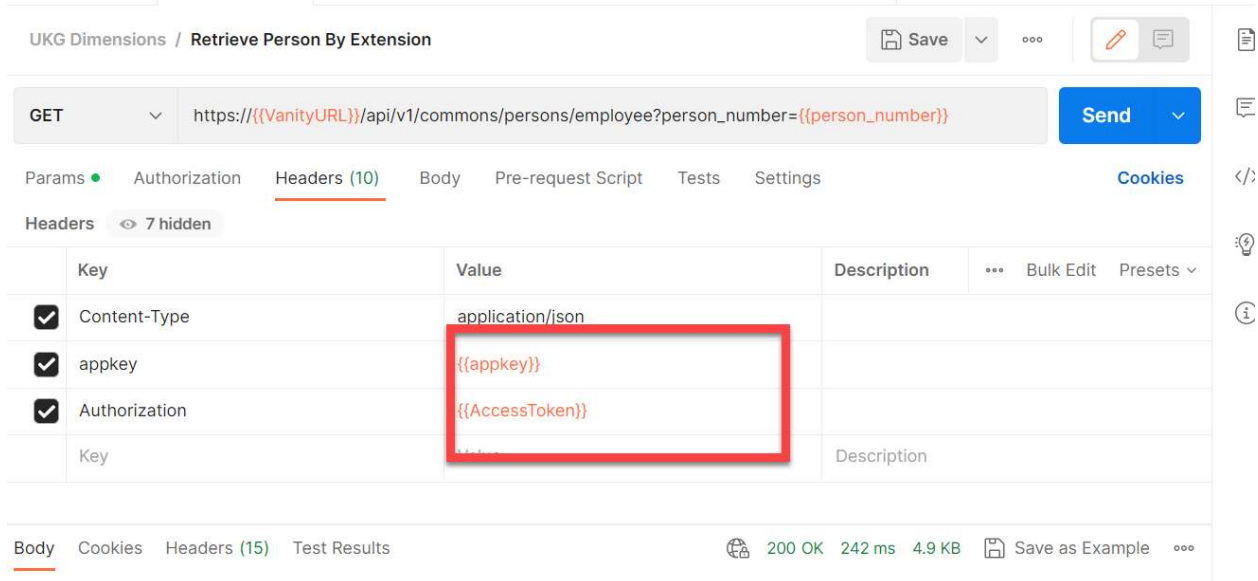 UKG Dimensions / Retrieve Person By Extension Save
GET https://{{VanityURL}}/api/v1/commons/persons/employee?person_number={{person_number}} Send
Params Authorization Headers (10) Body Pre-request Script Tests Settings Cookies
Headers 7 hidden
Key Value Description Bulk Edit Presets
Content-Type application/json
appkey {{appkey}}
Authorization {{AccessToken}}
Key Description
Body Cookies Headers (15) Test Results 200 OK 242 ms 4.9 KB Save as Example